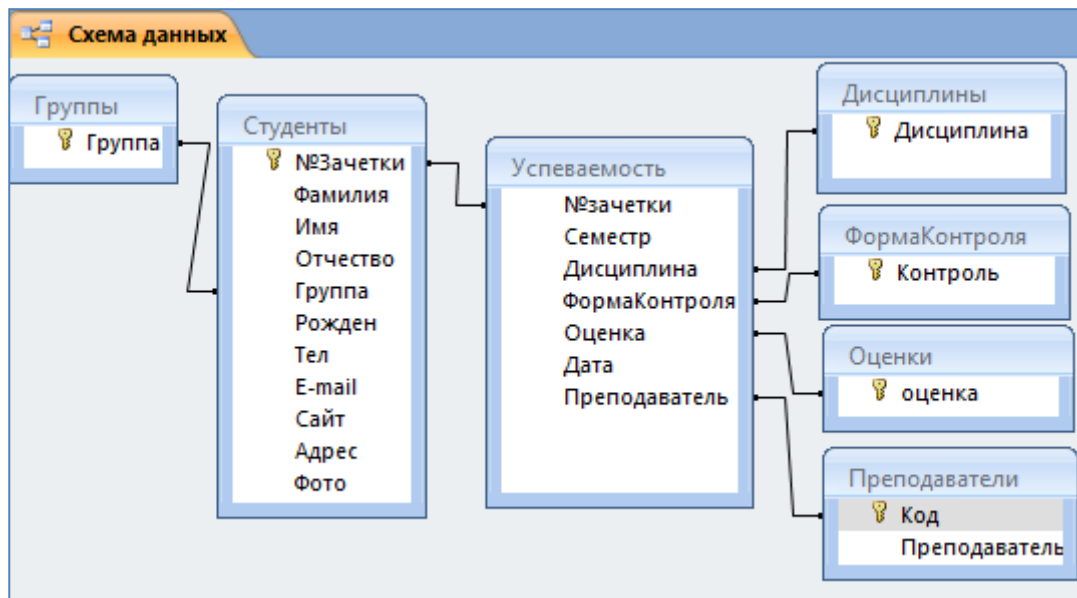 Схема данных
Группы
Группа
Студенты
№Зачетки
Фамилия
Имя
Отчество
Группа
Рожден
Тел
E-mail
Сайт
Адрес
Фото
Успеваемость
№зачетки
Семестр
Дисциплина
ФормаКонтроля
Оценка
Дата
Преподаватель
Дисциплины
Дисциплина
ФормаКонтроля
Контроль
Оценки
оценка
Преподаватели
Код
Преподаватель